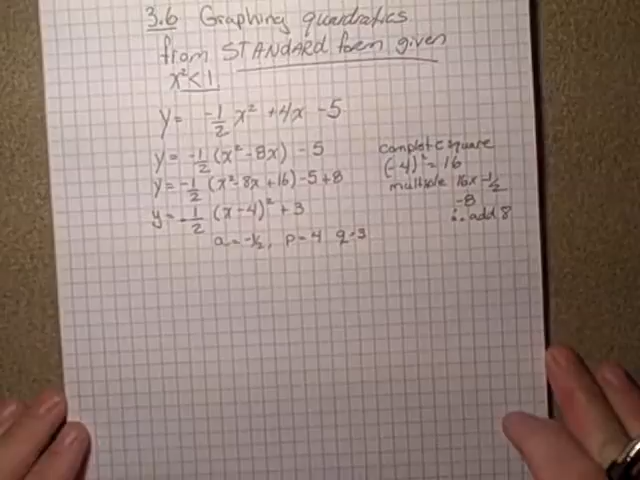 3.6 Graphing quadratics
from STANDARD form given
x² < 1
y = -1/2 x² + 4x - 5
y = -1/2 (x² - 8x) - 5
y = -1/2 (x² - 8x + 16) - 5 + 8
y = -1/2 (x - 4)² + 3
a = -1/2, p = 4 q = 3
complete square
(-4)² = 16
multiple 16 x -1/2
-8
∴ add 8